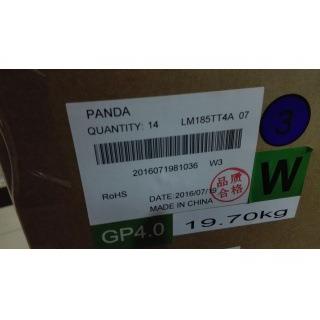 PANDA
QUANTITY: 14 LM185TT4A 07
2016071981036 W3
RoHS
DATE:2016/07/19
MADE IN CHINA
品质
合格
3
W
GP4.0
19.70kg